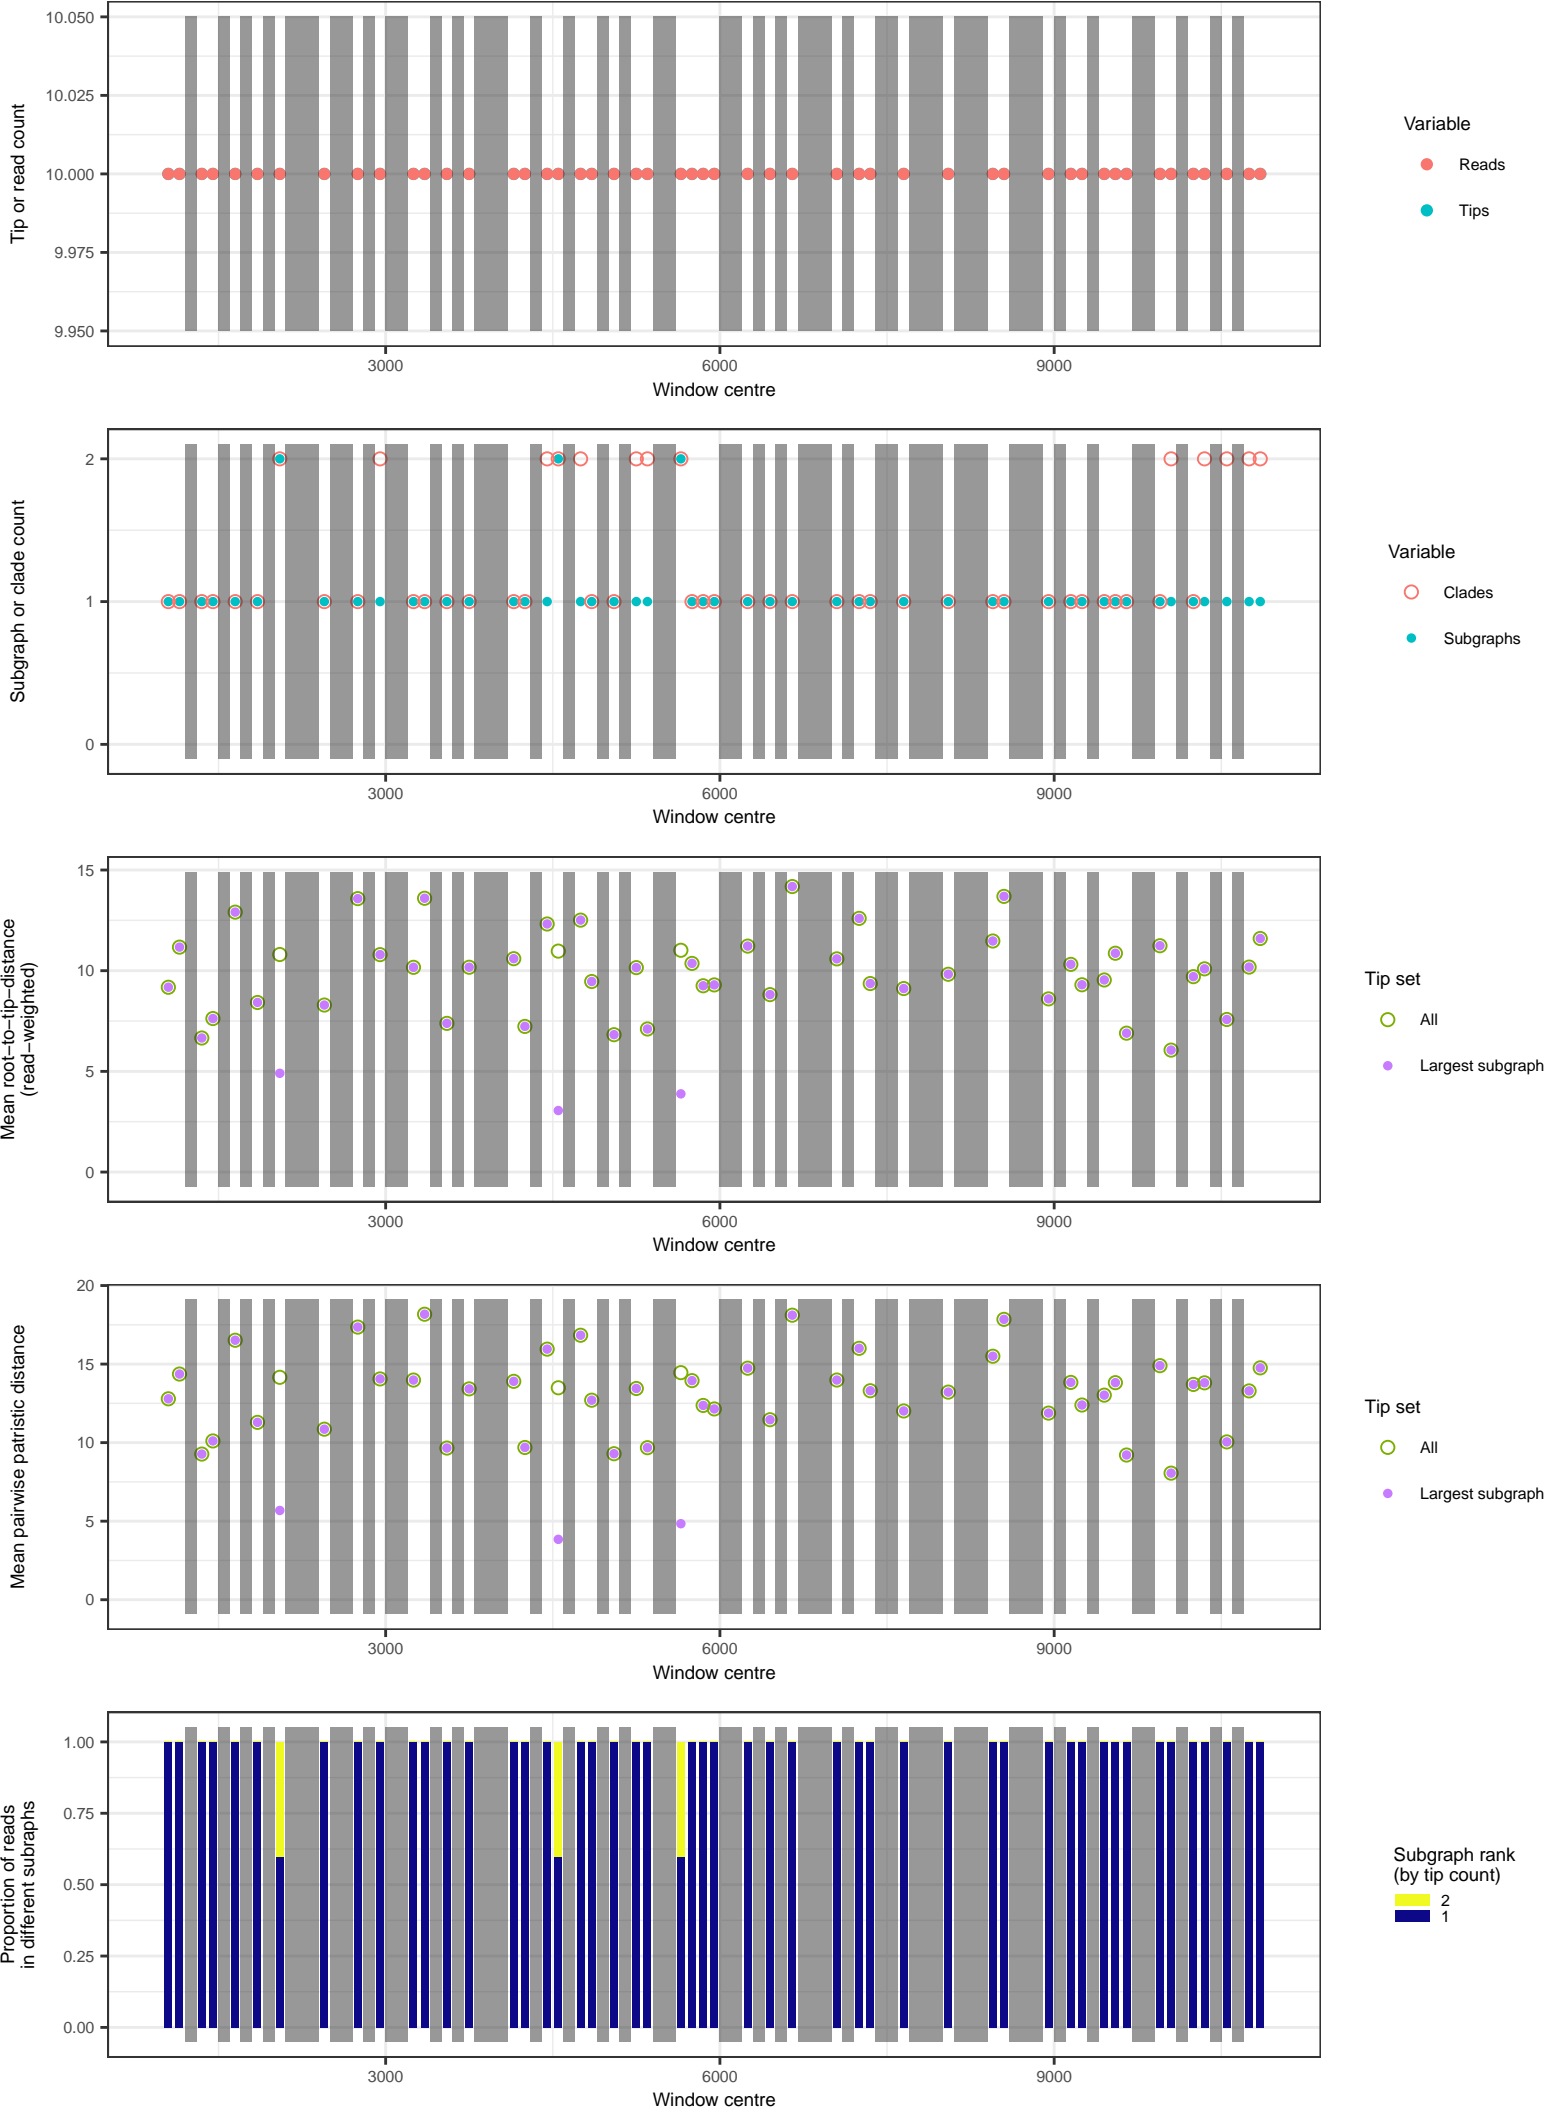 10.050
10.025
10.000
9.975
9.950
Tip or read count
3000 6000 9000
Window centre
Variable
Reads
Tips
2
1
0
Subgraph or clade count
3000 6000 9000
Window centre
Variable
Clades
Subgraphs
15
10
5
0
Mean root−to−tip−distance
(read−weighted)
3000 6000 9000
Window centre
Tip set
All
Largest subgraph
20
15
10
5
0
Mean pairwise patristic distance
3000 6000 9000
Window centre
Tip set
All
Largest subgraph
1.00
0.75
0.50
0.25
0.00
Proportion of reads
in different subraphs
3000 6000 9000
Window centre
Subgraph rank
(by tip count)
2
1